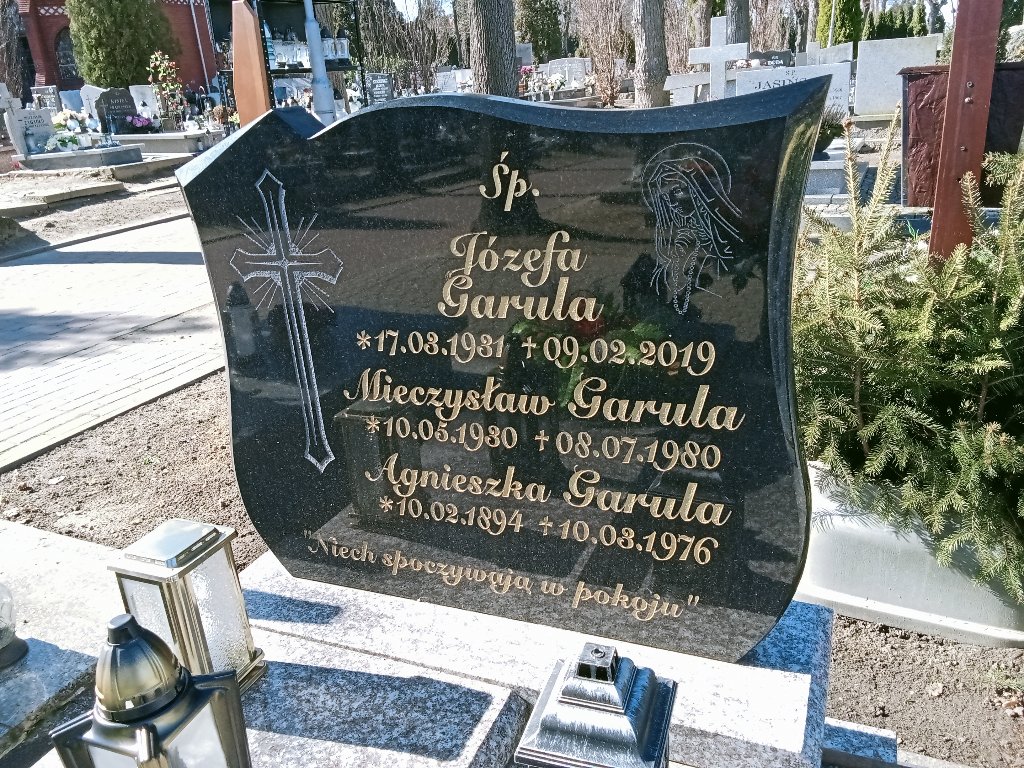 Śp.
Józefa
Garula
*17.03.1931 †09.02.2019
Mieczysław Garula
*10.05.1930 †08.07.1980
Agnieszka Garula
*10.02.1894 †10.03.1976
"Niech spoczywają w pokoju"